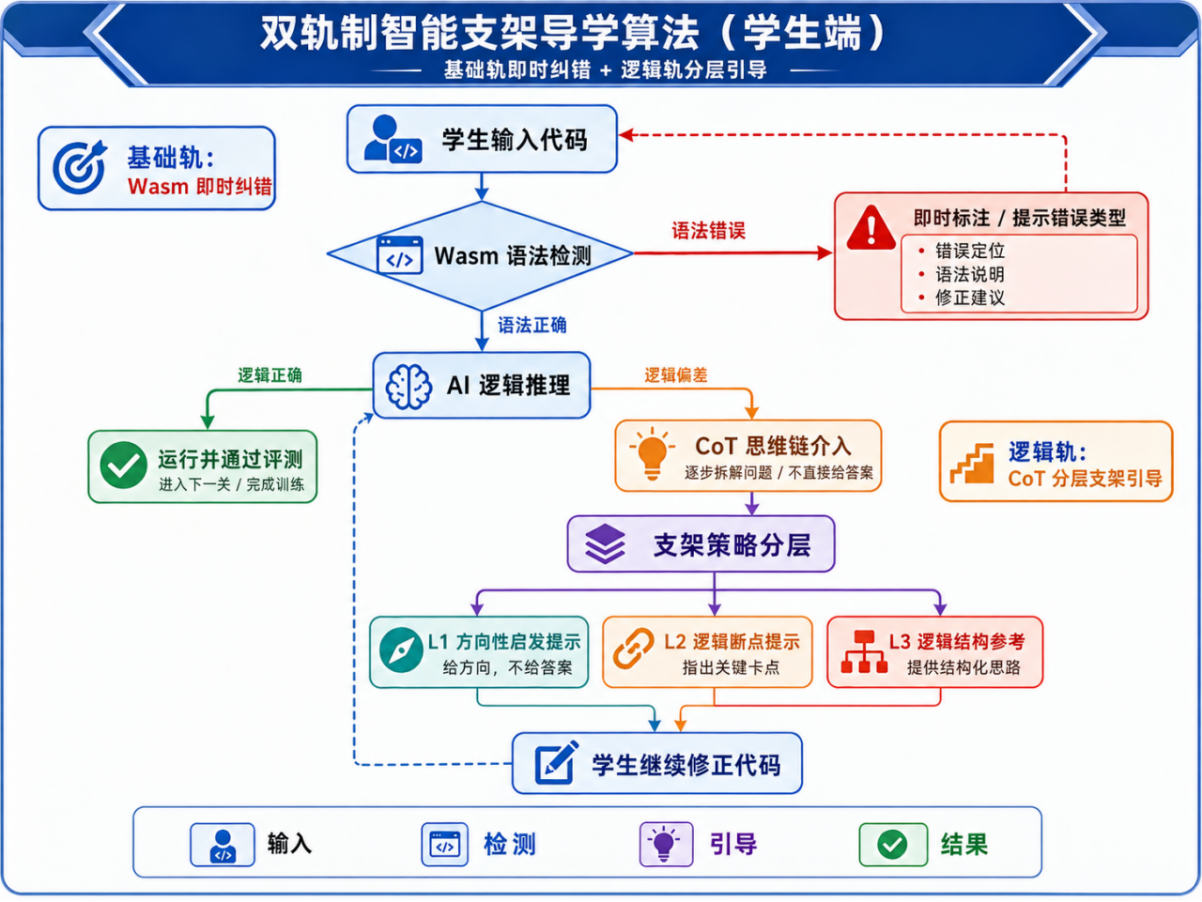 双轨制智能支架导学算法（学生端）
基础轨即时纠错 + 逻辑轨分层引导
基础轨：
Wasm 即时纠错
</> 学生输入代码
</> Wasm 语法检测
语法错误
即时标注 / 提示错误类型
• 错误定位
• 语法说明
• 修正建议
语法正确
AI 逻辑推理
逻辑正确
逻辑偏差
运行并通过评测
进入下一关 / 完成训练
CoT 思维链介入
逐步拆解问题 / 不直接给答案
逻辑轨：
CoT 分层支架引导
支架策略分层
L1 方向性启发提示
给方向，不给答案
L2 逻辑断点提示
指出关键卡点
L3 逻辑结构参考
提供结构化思路
学生继续修正代码
</> 输入
</> 检测
引导
结果